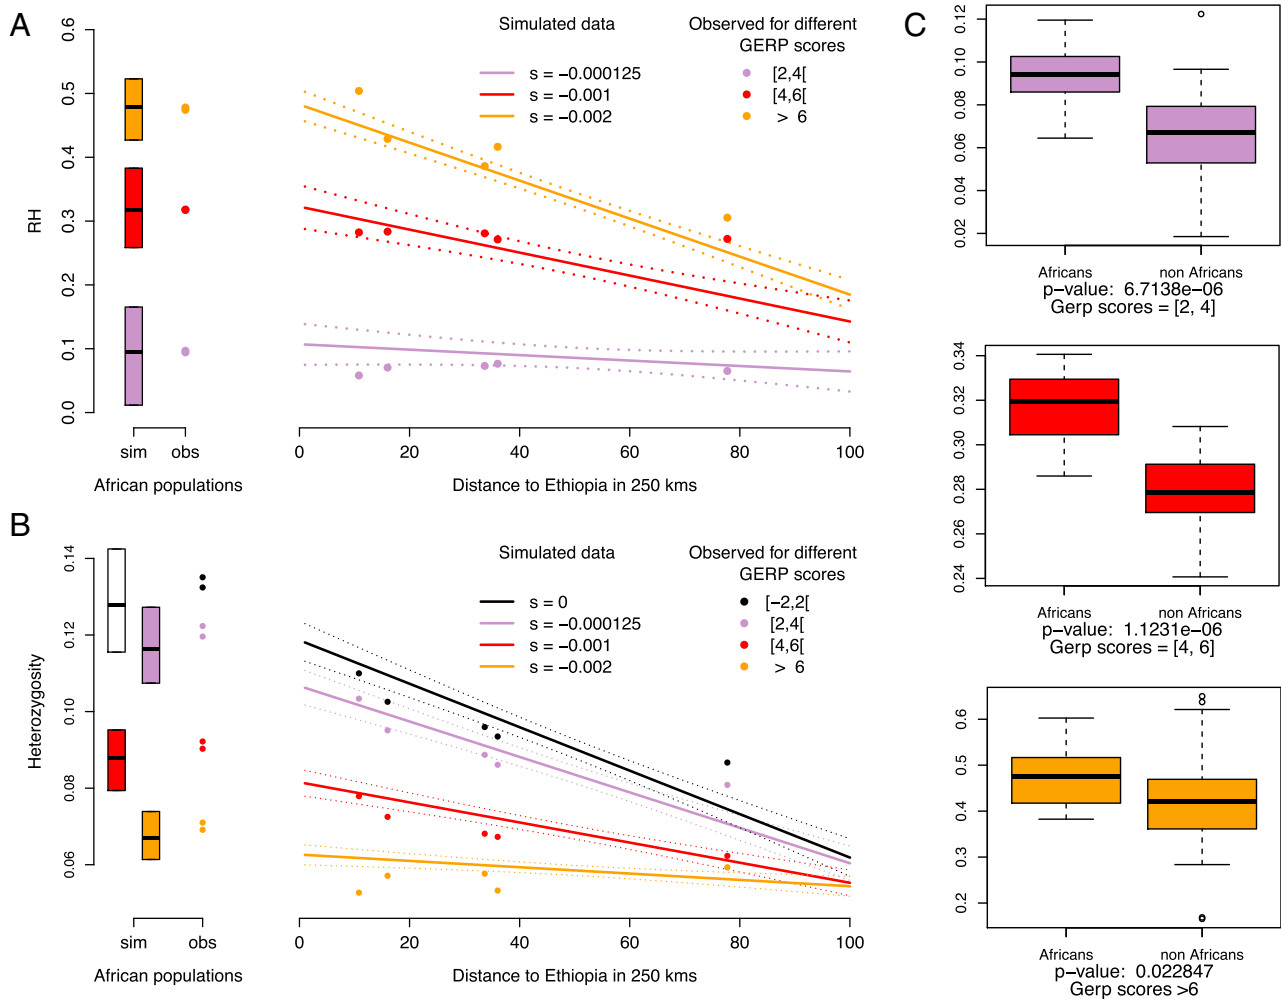 A
0.6
0.5
0.4
0.3
0.2
0.1
0.0
RH
sim obs
African populations
Simulated data
s = −0.000125
s = −0.001
s = −0.002
Observed for different
GERP scores
[2,4[
[4,6[
> 6
0 20 40 60 80 100
Distance to Ethiopia in 250 kms
B
0.14
0.12
0.10
0.08
0.06
Heterozygosity
sim obs
African populations
Simulated data
s = 0
s = −0.000125
s = −0.001
s = −0.002
Observed for different
GERP scores
[−2,2[
[2,4[
[4,6[
> 6
0 20 40 60 80 100
Distance to Ethiopia in 250 kms
C
0.12
0.10
0.08
0.06
0.04
0.02
Africans non Africans
p−value: 6.7138e−06
Gerp scores = [2, 4]
0.34
0.32
0.30
0.28
0.26
0.24
Africans non Africans
p−value: 1.1231e−06
Gerp scores = [4, 6]
0.6
0.5
0.4
0.3
0.2
Africans non Africans
p−value: 0.022847
Gerp scores >6